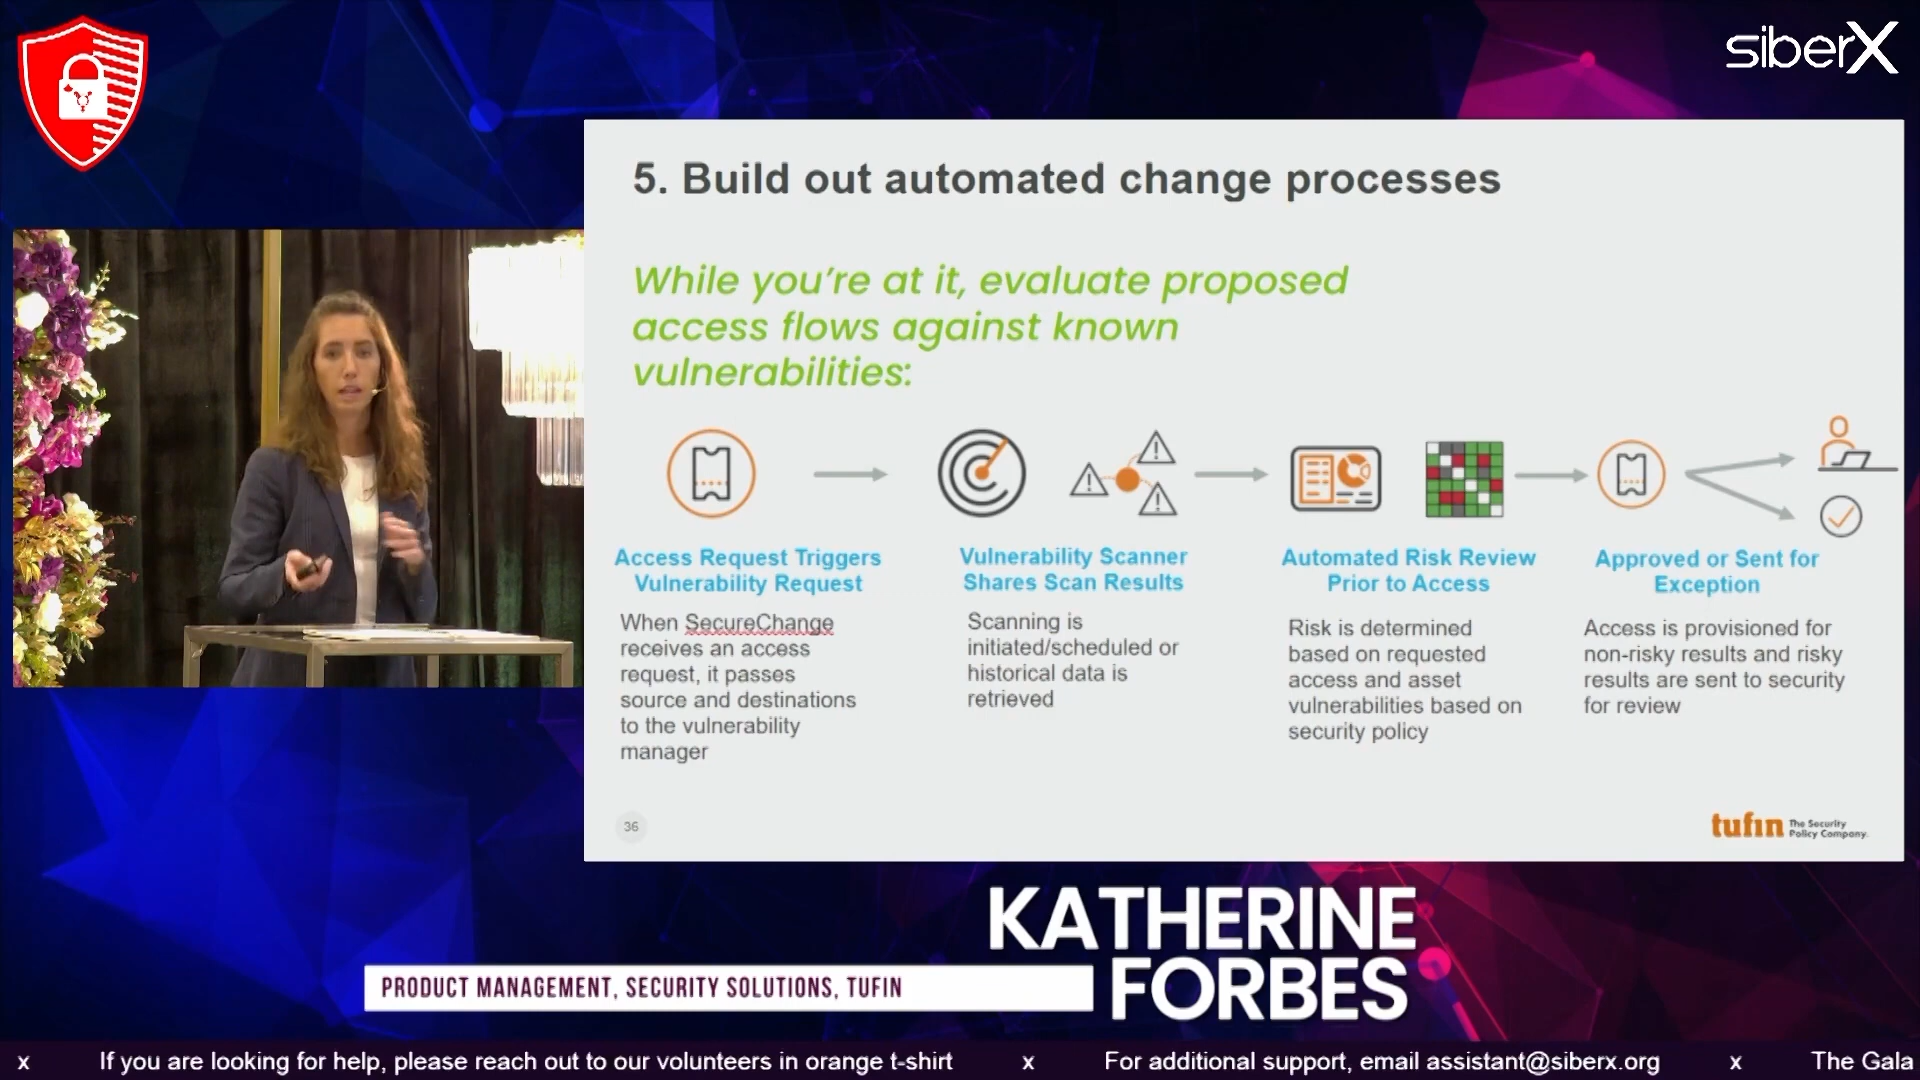 siberX
5. Build out automated change processes
While you're at it, evaluate proposed
access flows against known
vulnerabilities:
Access Request Triggers
Vulnerability Request
When SecureChange
receives an access
request, it passes
source and destinations
to the vulnerability
manager
Vulnerability Scanner
Shares Scan Results
Scanning is
initiated/scheduled or
historical data is
retrieved
Automated Risk Review
Prior to Access
Risk is determined
based on requested
access and asset
vulnerabilities based on
security policy
Approved or Sent for
Exception
Access is provisioned for
non-risky results and risky
results are sent to security
for review
36
tufin The Security
Policy Company.
KATHERINE
FORBES
PRODUCT MANAGEMENT, SECURITY SOLUTIONS, TUFIN
x If you are looking for help, please reach out to our volunteers in orange t-shirt x For additional support, email assistant@siberx.org x The Gala